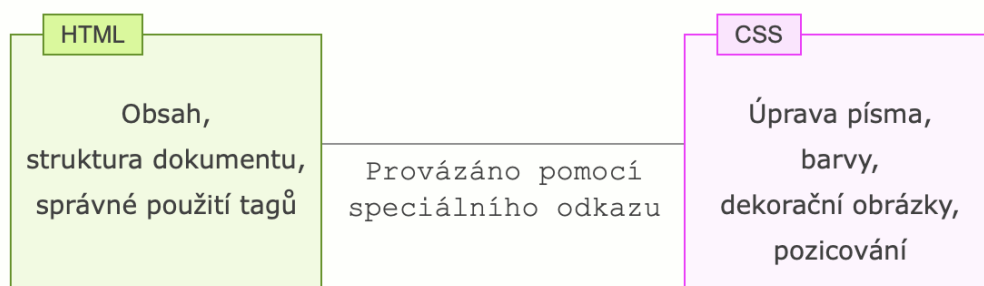 HTML
Obsah,
struktura dokumentu,
správné použití tagů
Provázáno pomocí
speciálního odkazu
CSS
Úprava písma,
barvy,
dekorační obrázky,
pozicování